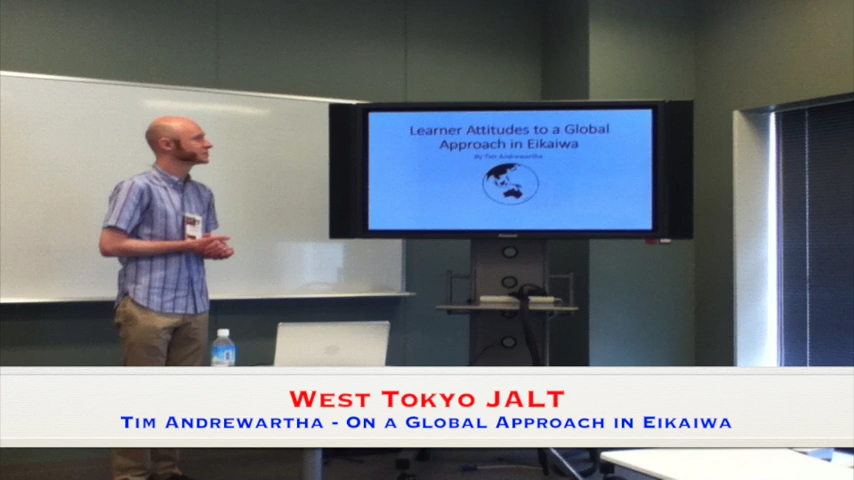 Learner Attitudes to a Global
Approach in Eikaiwa
By Tim Andrewartha
West Tokyo JALT
Tim Andrewartha - On a Global Approach in Eikaiwa